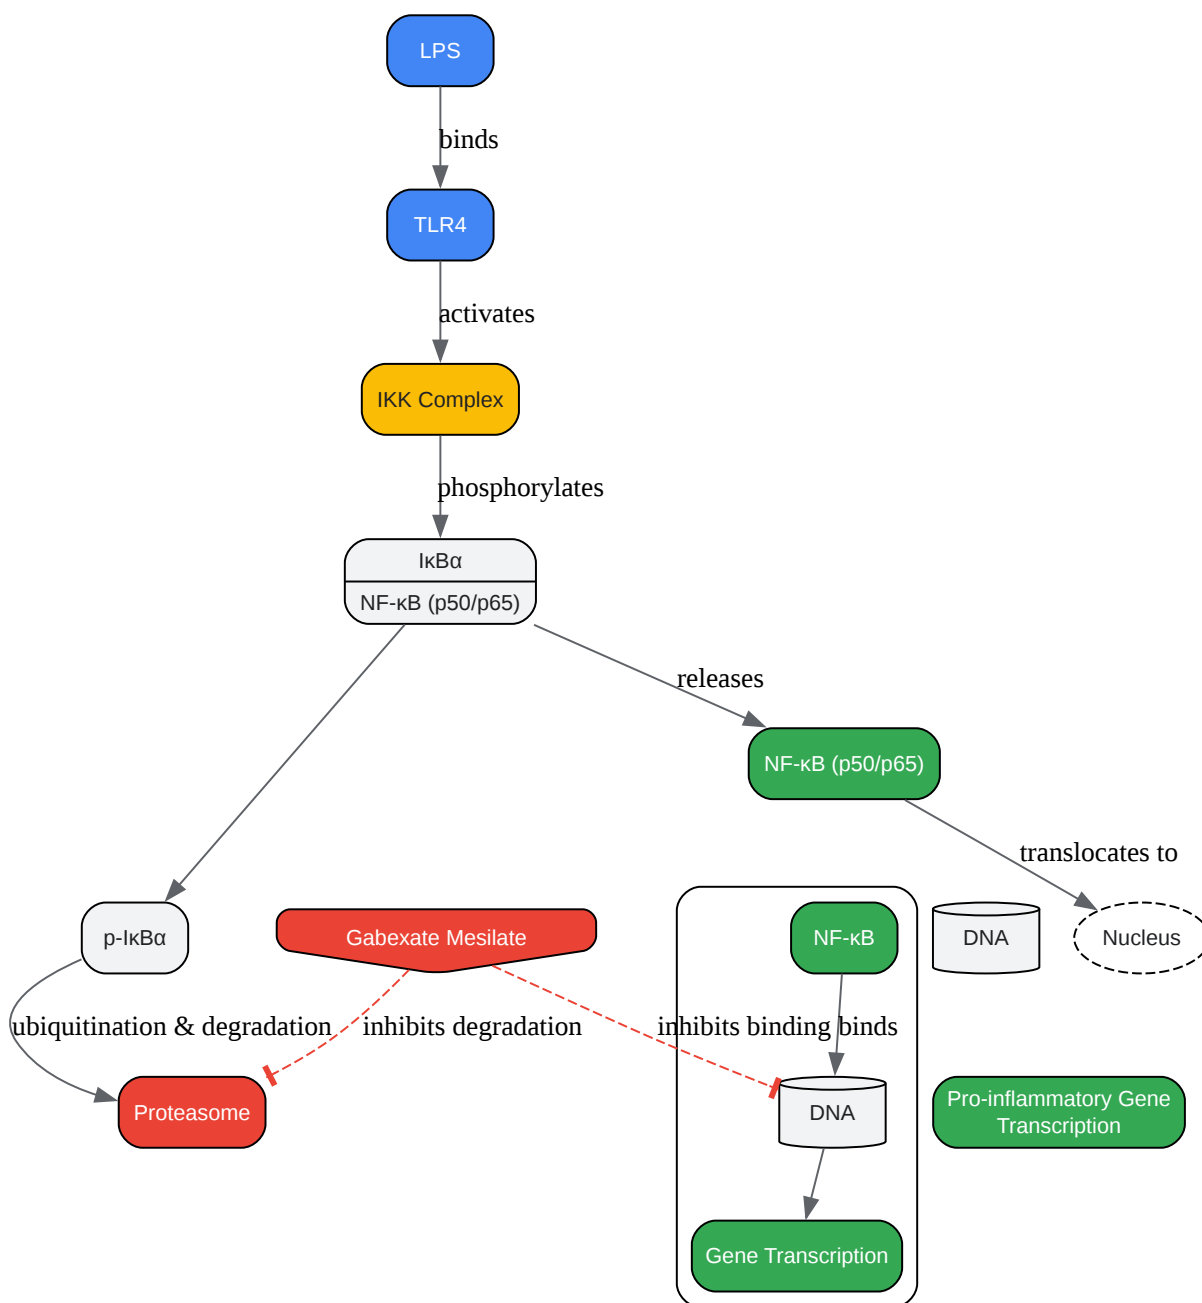 LPS
binds
TLR4
activates
IKK Complex
phosphorylates
IκBα
NF-κB (p50/p65)
releases
NF-κB (p50/p65)
translocates to
p-IκBα
Gabexate Mesilate
NF-κB
DNA
Nucleus
ubiquitination & degradation
inhibits degradation
inhibits binding
binds
Proteasome
DNA
Pro-inflammatory Gene
Transcription
Gene Transcription